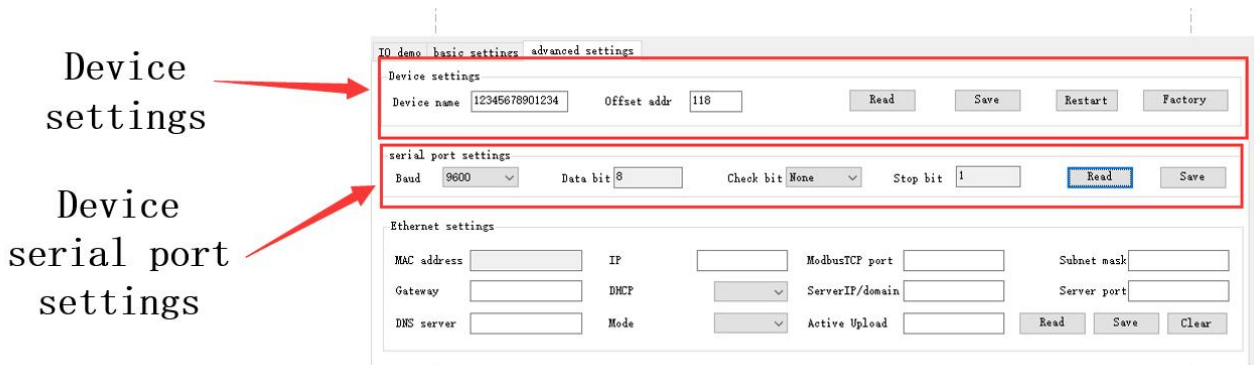 Device
settings
Device
serial port
settings
IO demo basic settings advanced settings
Device settings
Device name 12345678901234 Offset addr 118 Read Save Restart Factory
serial port settings
Baud 9600 Data bit 8 Check bit None Stop bit 1 Read Save
Ethernet settings
MAC address IP ModbusTCP port Subnet mask
Gateway DHCP ServerIP/domain Server port
DNS server Mode Active Upload Read Save Clear